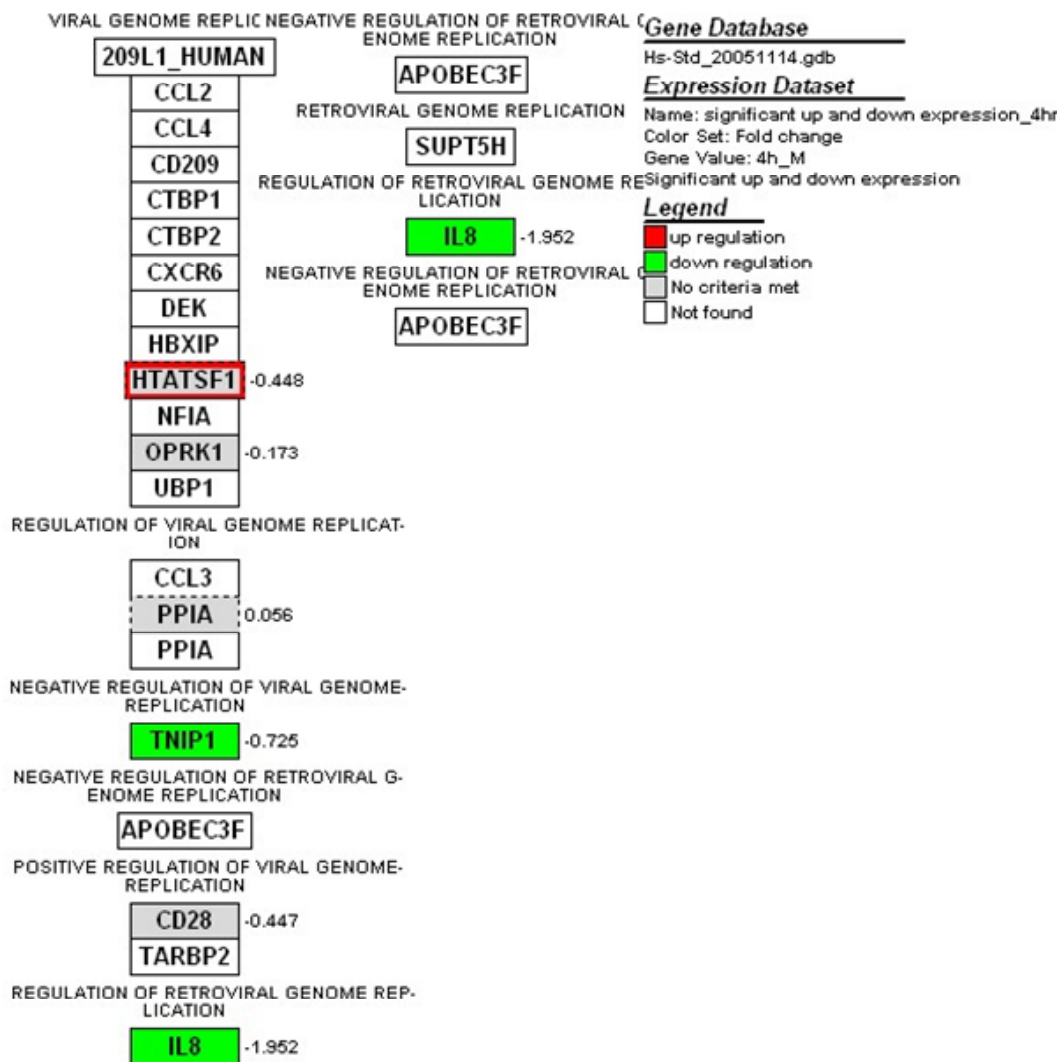 VIRAL GENOME REPLIC
209L1_HUMAN
CCL2
CCL4
CD209
CTBP1
CTBP2
CXCR6
DEK
HBXIP
HTATSF1 -0.448
NFIA
OPRK1 -0.173
UBP1
REGULATION OF VIRAL GENOME REPLICAT-
ION
CCL3
PPIA 0.056
PPIA
NEGATIVE REGULATION OF VIRAL GENOME-
REPLICATION
TNIP1 -0.725
NEGATIVE REGULATION OF RETROVIRAL G-
ENOME REPLICATION
APOBEC3F
POSITIVE REGULATION OF VIRAL GENOME-
REPLICATION
CD28 -0.447
TARBP2
REGULATION OF RETROVIRAL GENOME REP-
LICATION
IL8 -1.952
NEGATIVE REGULATION OF RETROVIRAL G
ENOME REPLICATION
APOBEC3F
RETROVIRAL GENOME REPLICATION
SUPT5H
REGULATION OF RETROVIRAL GENOME RE
LICATION
IL8 -1.952
NEGATIVE REGULATION OF RETROVIRAL G
ENOME REPLICATION
APOBEC3F
Gene Database
Hs-Std_20051114.gdb
Expression Dataset
Name: significant up and down expression_4hr
Color Set: Fold change
Gene Value: 4h_M
Significant up and down expression
Legend
up regulation
down regulation
No criteria met
Not found